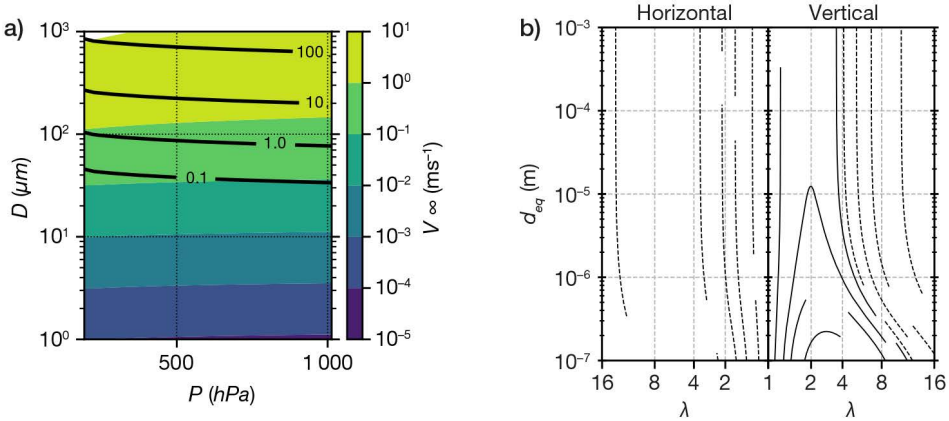 a)
10³
10²
10¹
10⁰
D (µm)
100
10
1.0
0.1
500
1 000
P (hPa)
10¹
10⁰
10⁻¹
10⁻²
10⁻³
10⁻⁴
10⁻⁵
V ∞ (ms⁻¹)
b)
Horizontal Vertical
10⁻³
10⁻⁴
10⁻⁵
10⁻⁶
10⁻⁷
d_eq (m)
16 8 4 2 1 2 4 8 16
λ λ